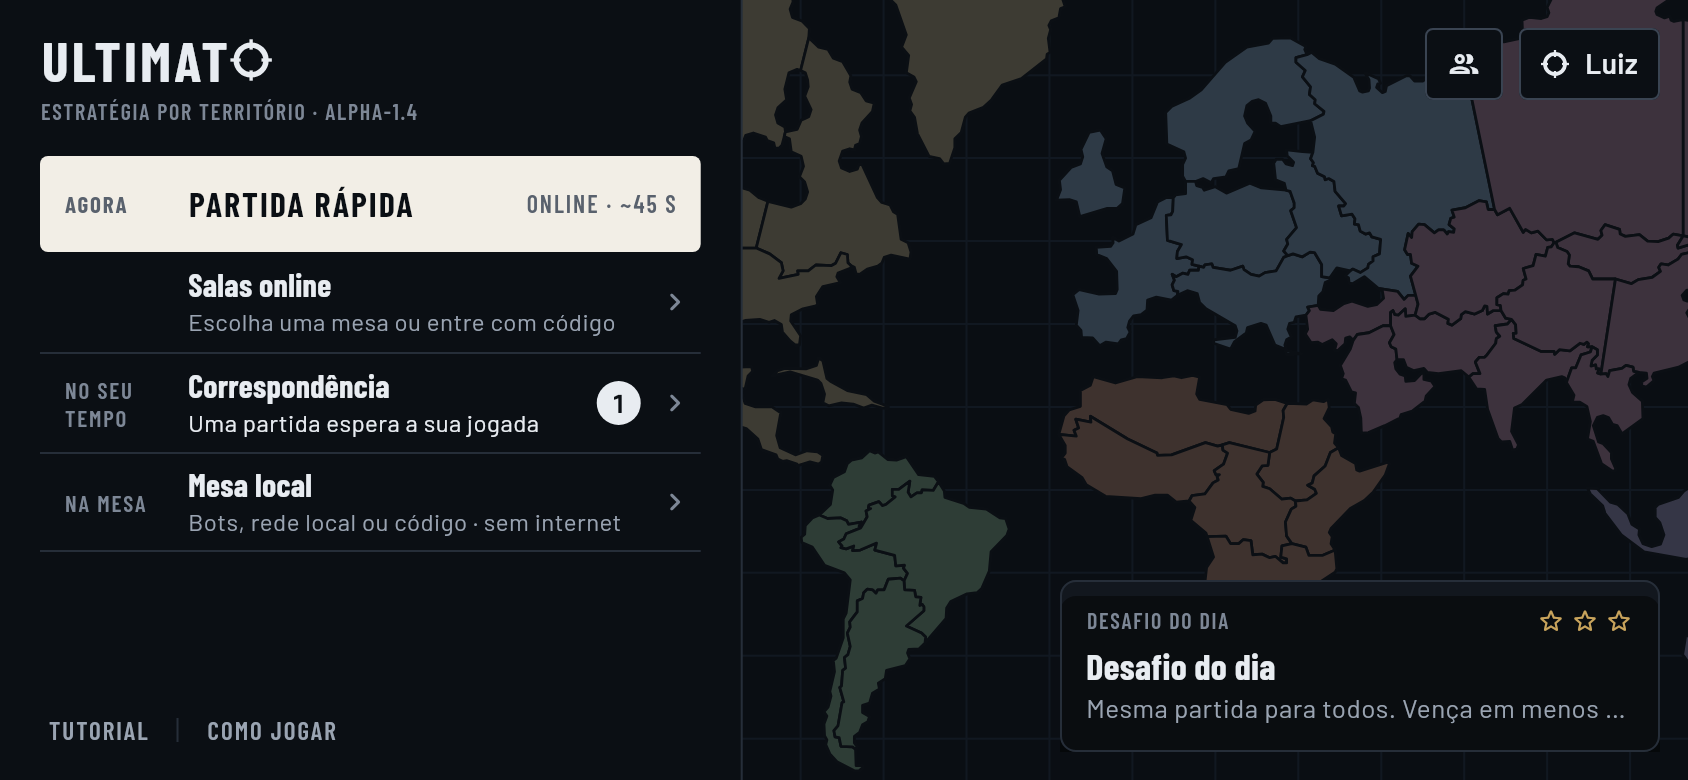 ULTIMATO
ESTRATÉGIA POR TERRITÓRIO · ALPHA-1.4
AGORA
PARTIDA RÁPIDA
ONLINE · ~45 S
Salas online
Escolha uma mesa ou entre com código
NO SEU
TEMPO
Correspondência
Uma partida espera a sua jogada
1
NA MESA
Mesa local
Bots, rede local ou código · sem internet
TUTORIAL
COMO JOGAR
Luiz
DESAFIO DO DIA
Desafio do dia
Mesma partida para todos. Vença em menos ...